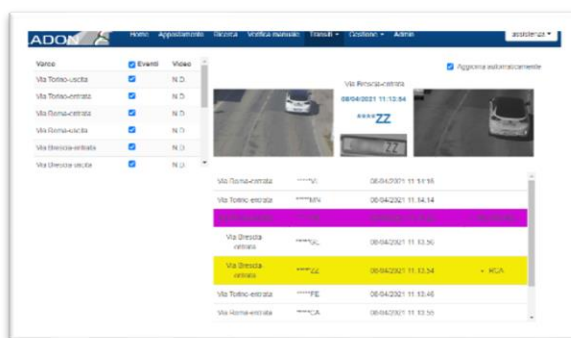 ADON
Home Appostamento Ricerca Verifica manuale Transiti Gestione Admin assistenza
Varco Eventi Video
Via Torino-uscita N.D.
Via Torino-entrata N.D.
Via Roma-entrata N.D.
Via Roma-uscita N.D.
Via Brescia-entrata N.D.
Via Brescia-uscita N.D.
Aggiorna automaticamente
Via Brescia-entrata
08/04/2021 11:13:54
****ZZ
ZZ
Via Roma-entrata 08/04/2021 11:14:16
Via Torino-entrata *****MN 08/04/2021 11:14:14
Via Brescia-
entrata 08/04/2021 11:13:56
Via Brescia-
entrata *****ZZ 08/04/2021 11:13:54 RCA
Via Torino-entrata *****FE 08/04/2021 11:13:46
Via Roma-entrata *****CA